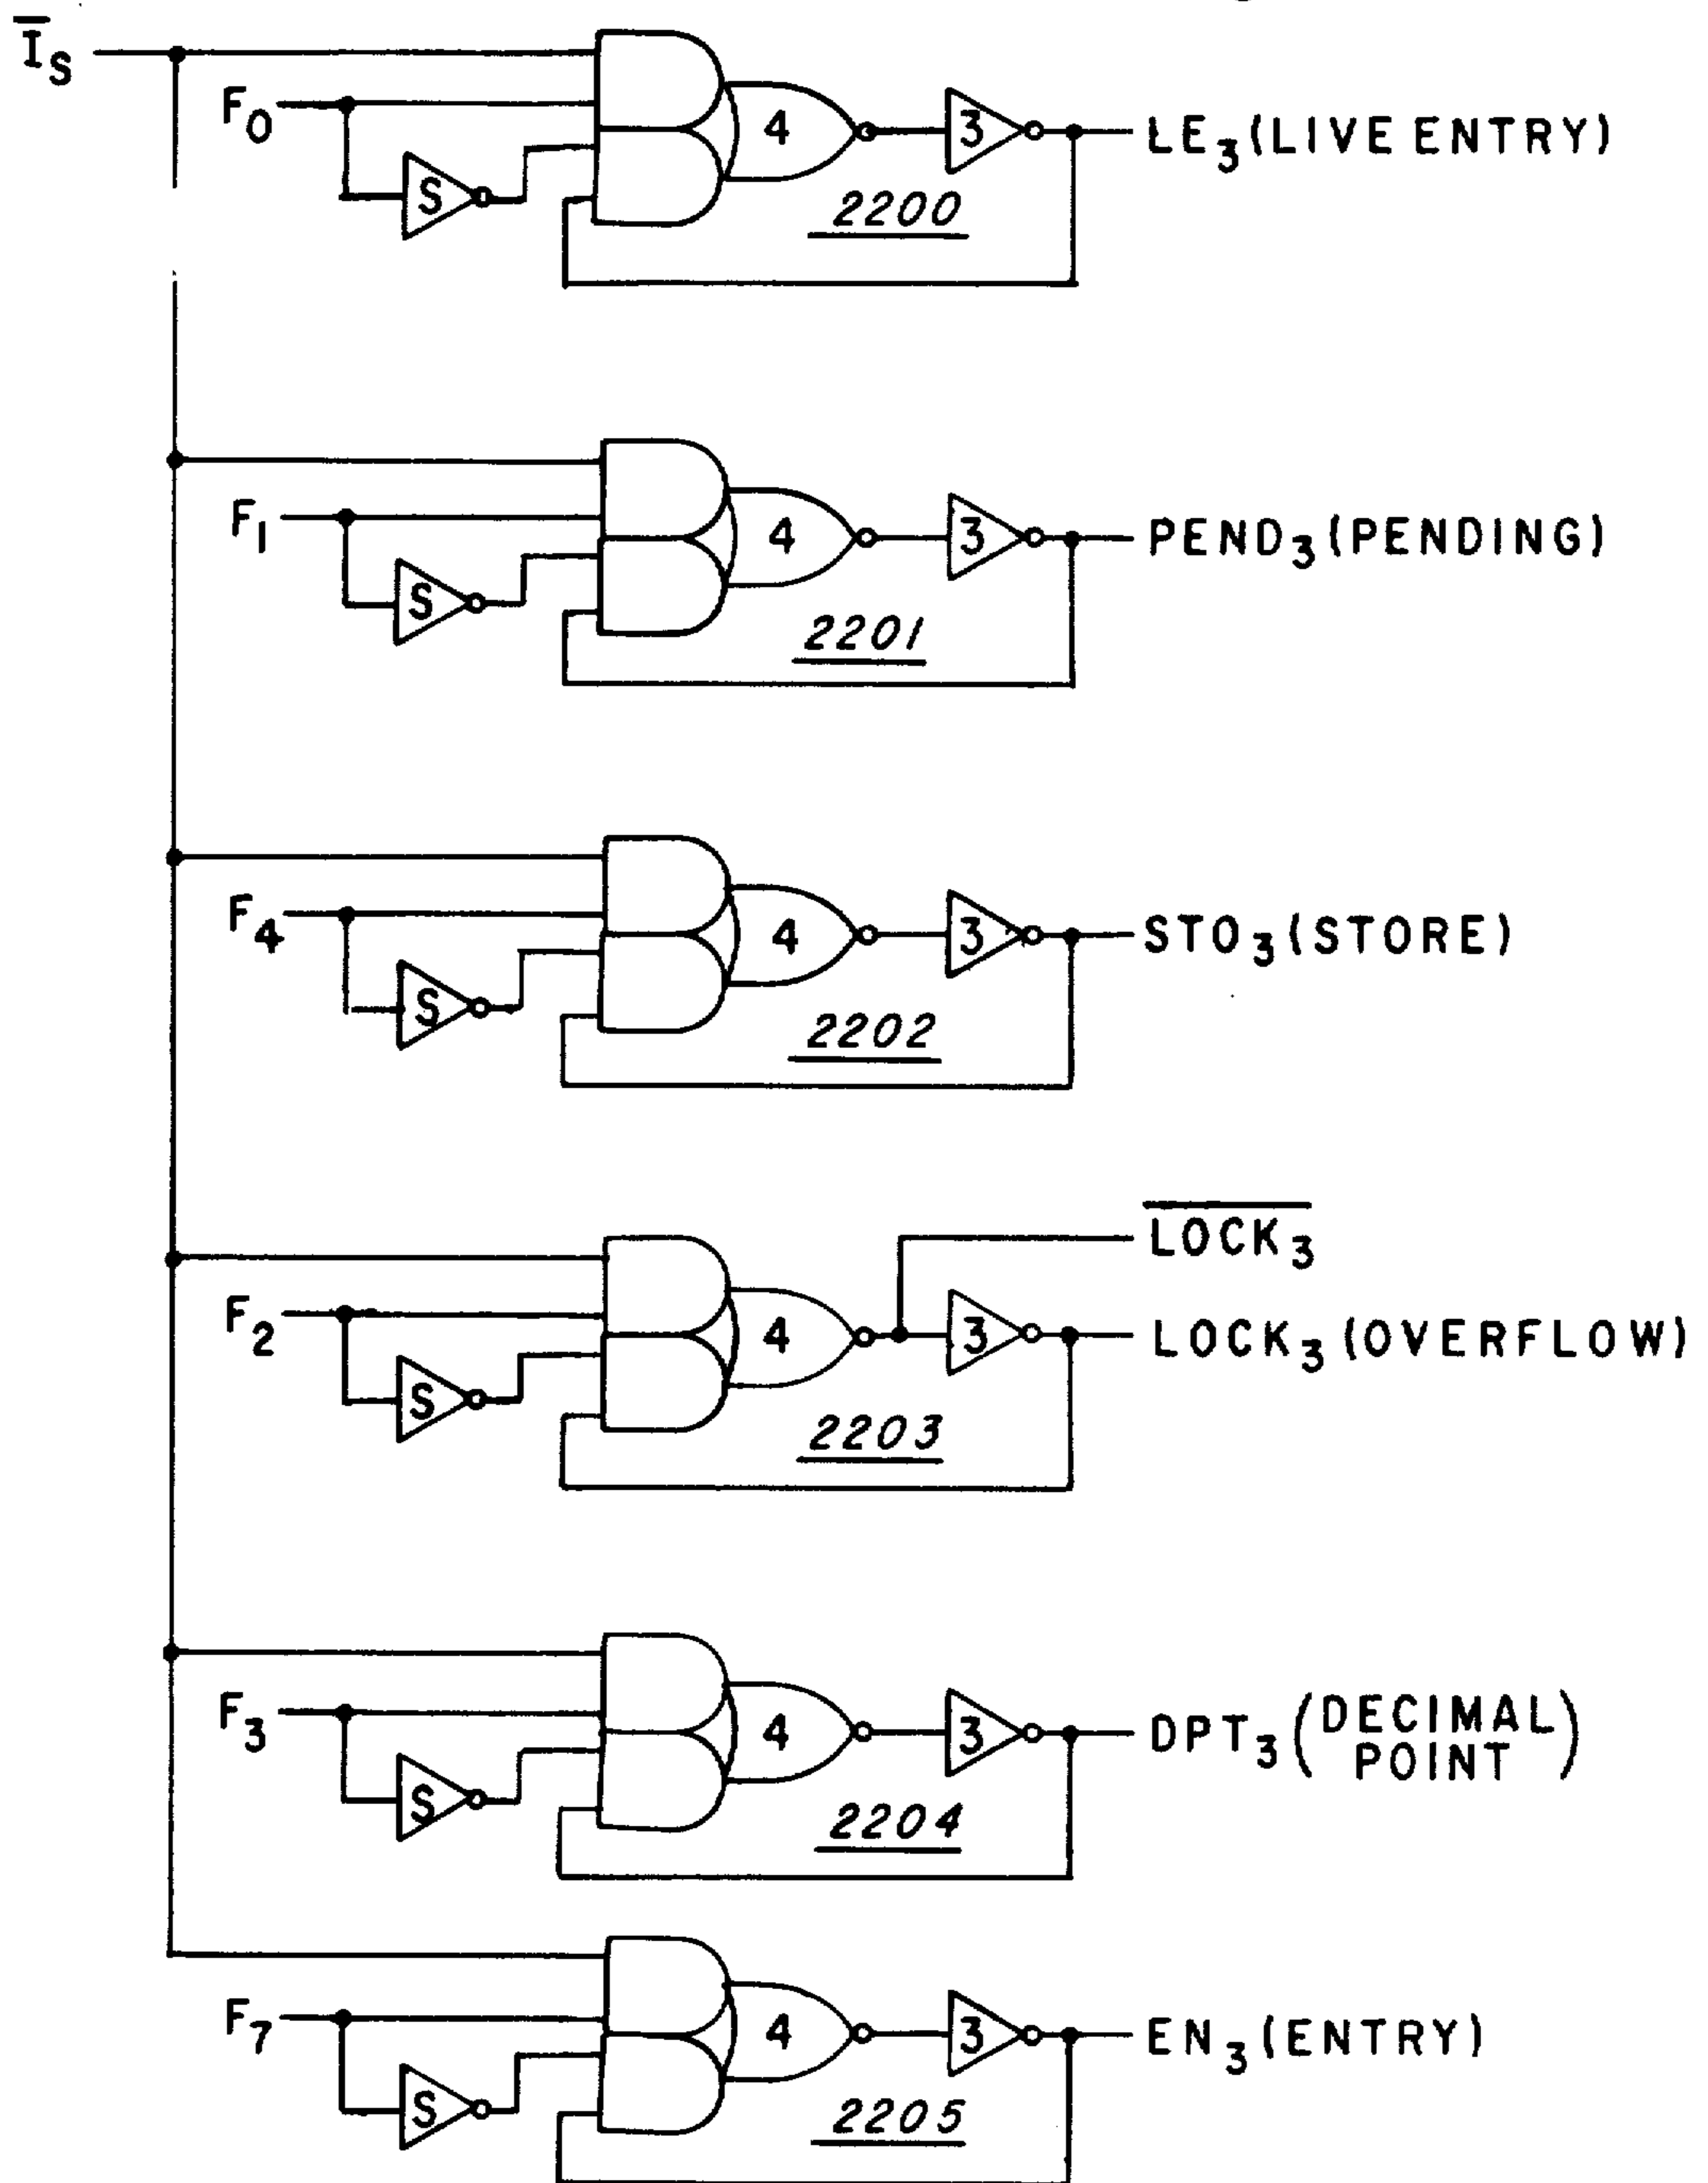 I̅S
F0 4 3 LE3 (LIVE ENTRY)
S 2200
F1 4 3 PEND3 (PENDING)
S 2201
F4 4 3 STO3 (STORE)
S 2202
L̅O̅C̅K̅3̅
F2 4 3 LOCK3 (OVERFLOW)
S 2203
F3 4 3 DPT3 (DECIMAL POINT)
S 2204
F7 4 3 EN3 (ENTRY)
S 2205